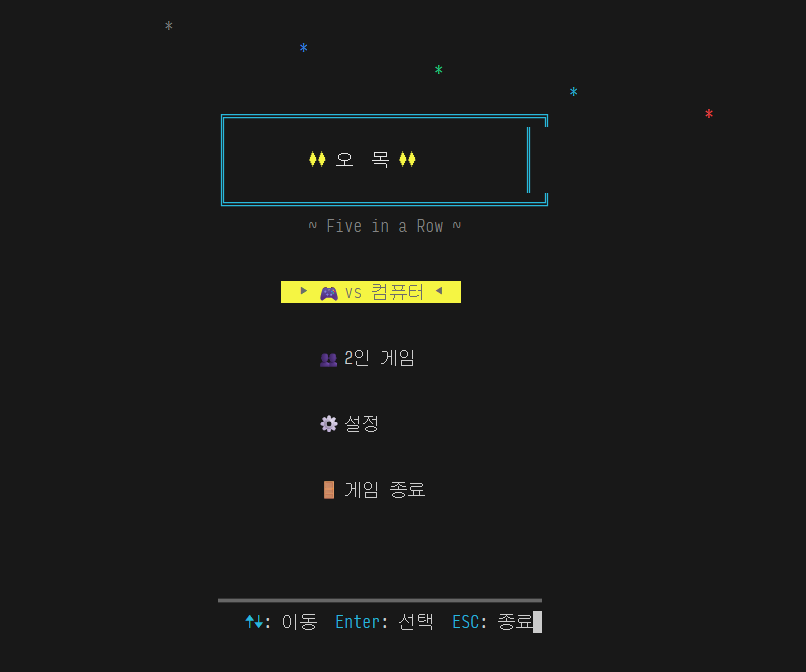 ♦♦ 오 목 ♦♦
~ Five in a Row ~
► 🎮 vs 컴퓨터 ◄
👥 2인 게임
⚙️ 설정
🚪 게임 종료
↑↓: 이동 Enter: 선택 ESC: 종료